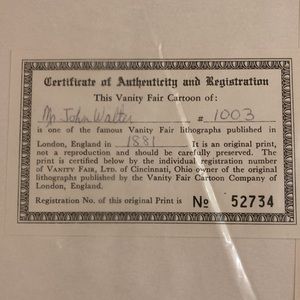 Certificate of Authenticity and Registration
This Vanity Fair Cartoon of:
Mr John Walter # 1003
is one of the famous Vanity Fair lithographs published in
London, England in 1881 It is an original print,
not a reproduction and should be carefully preserved. The
print is certified below by the individual registration number
of VANITY FAIR, LTD. of Cincinnati, Ohio owner of the original
lithographs published by the Vanity Fair Cartoon Company of
London, England.
Registration No. of this original Print is No 52734